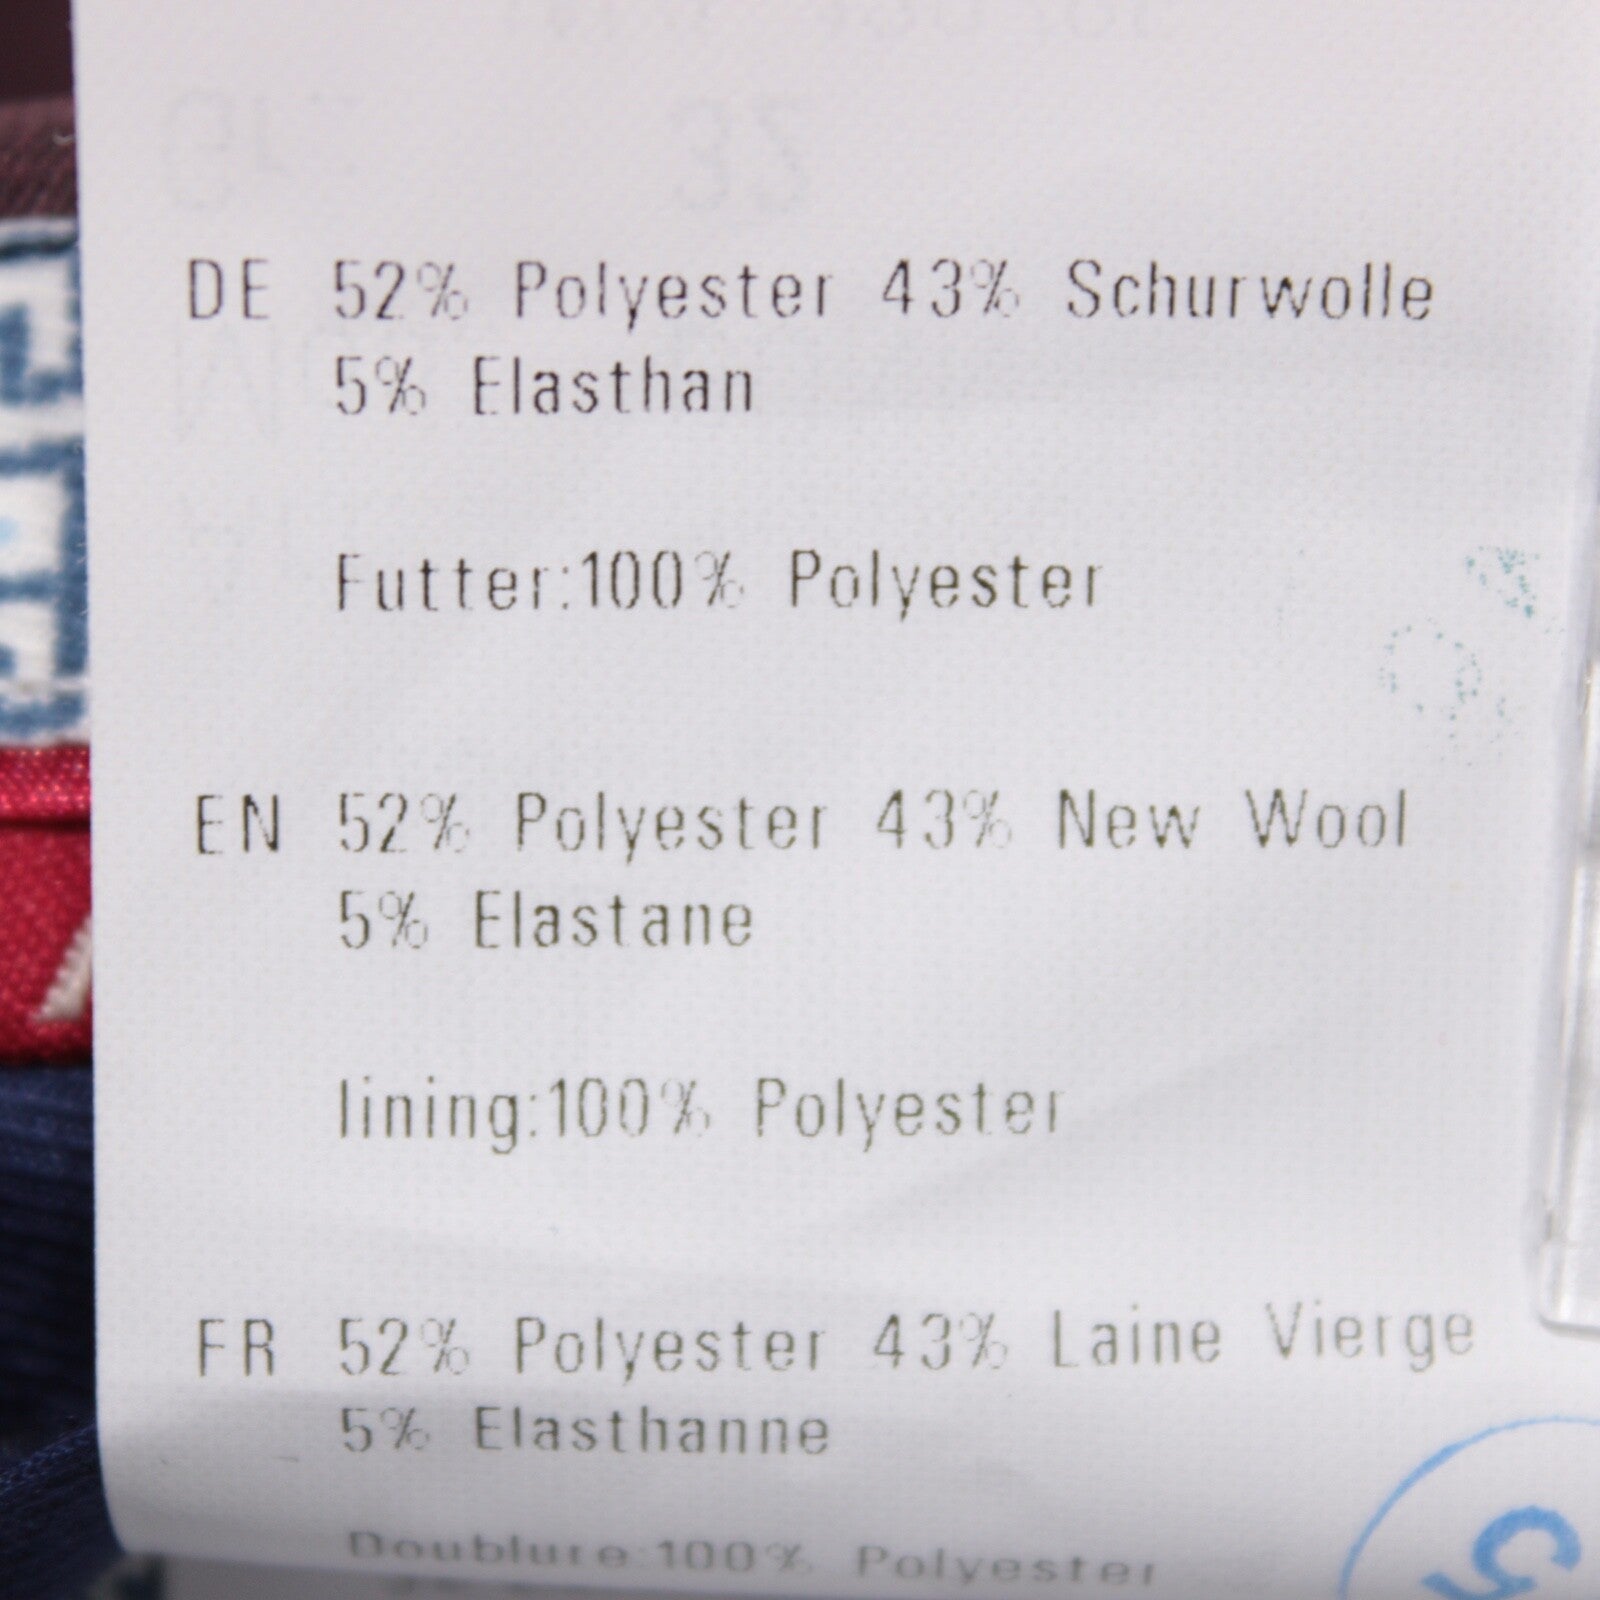 DE 52% Polyester 43% Schurwolle
5% Elasthan
Futter:100% Polyester
EN 52% Polyester 43% New Wool
5% Elastane
lining:100% Polyester
FR 52% Polyester 43% Laine Vierge
5% Elasthanne
Doublure:100% Polyester
5